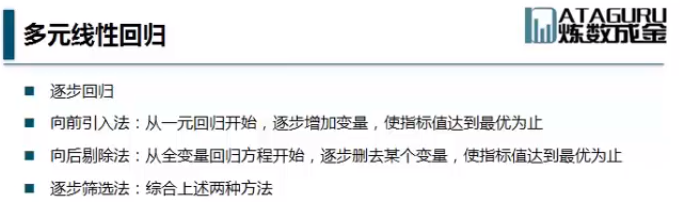 多元线性回归
DATAGURU
炼数成金
逐步回归
向前引入法：从一元回归开始，逐步增加变量，使指标值达到最优为止
向后剔除法：从全变量回归方程开始，逐步删去某个变量，使指标值达到最优为止
逐步筛选法：综合上述两种方法